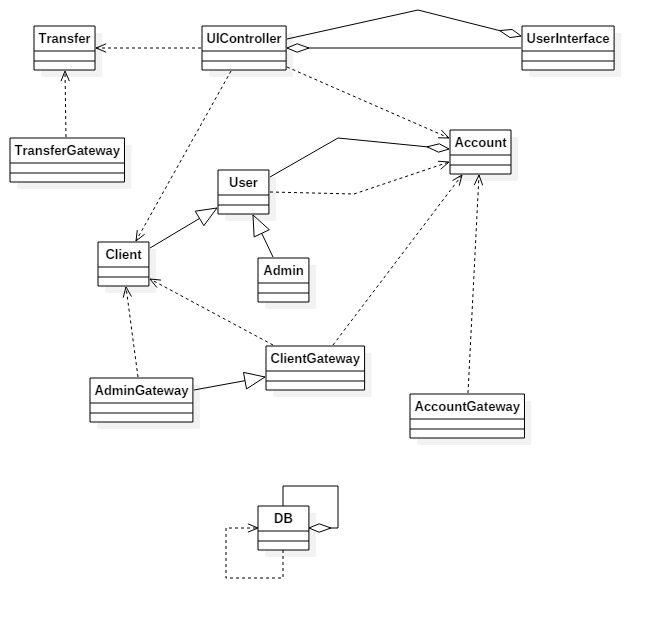 Transfer
UIController
UserInterface
TransferGateway
Account
User
Client
Admin
ClientGateway
AdminGateway
AccountGateway
DB